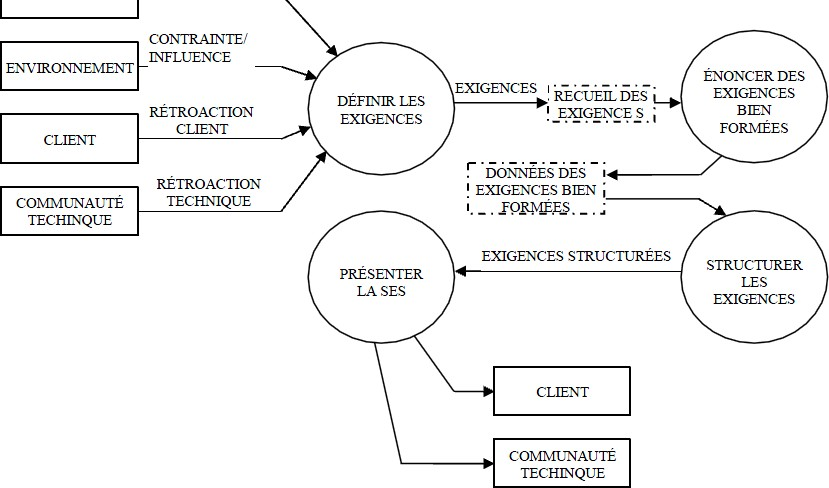 CONTRAINTE/
INFLUENCE
ENVIRONNEMENT
RÉTROACTION
CLIENT
CLIENT
RÉTROACTION
TECHNIQUE
COMMUNAUTÉ
TECHINQUE
DÉFINIR LES
EXIGENCES
EXIGENCES
RECUEIL DES
EXIGENCE S
ÉNONCER DES
EXIGENCES
BIEN
FORMÉES
DONNÉES DES
EXIGENCES BIEN
FORMÉES
STRUCTURER
LES
EXIGENCES
EXIGENCES STRUCTURÉES
PRÉSENTER
LA SES
CLIENT
COMMUNAUTÉ
TECHINQUE